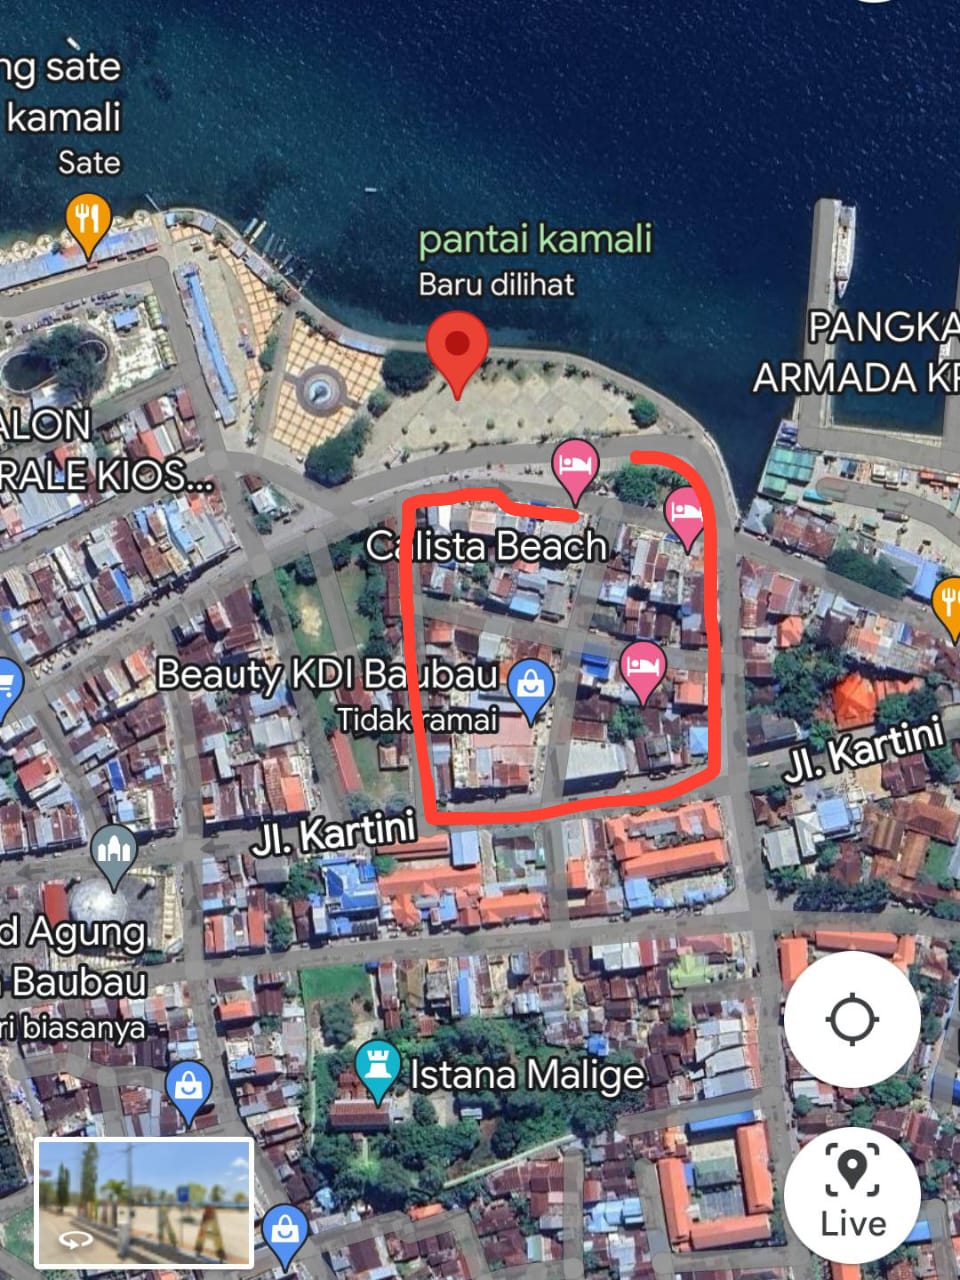 ng sate
kamali
Sate
pantai kamali
Baru dilihat
PANGKA
ARMADA KP
ALON
RALE KIOS...
Calista Beach
Beauty KDI Baubau
Tidak ramai
Jl. Kartini
Jl. Kartini
d Agung
Baubau
ri biasanya
Istana Malige
Live